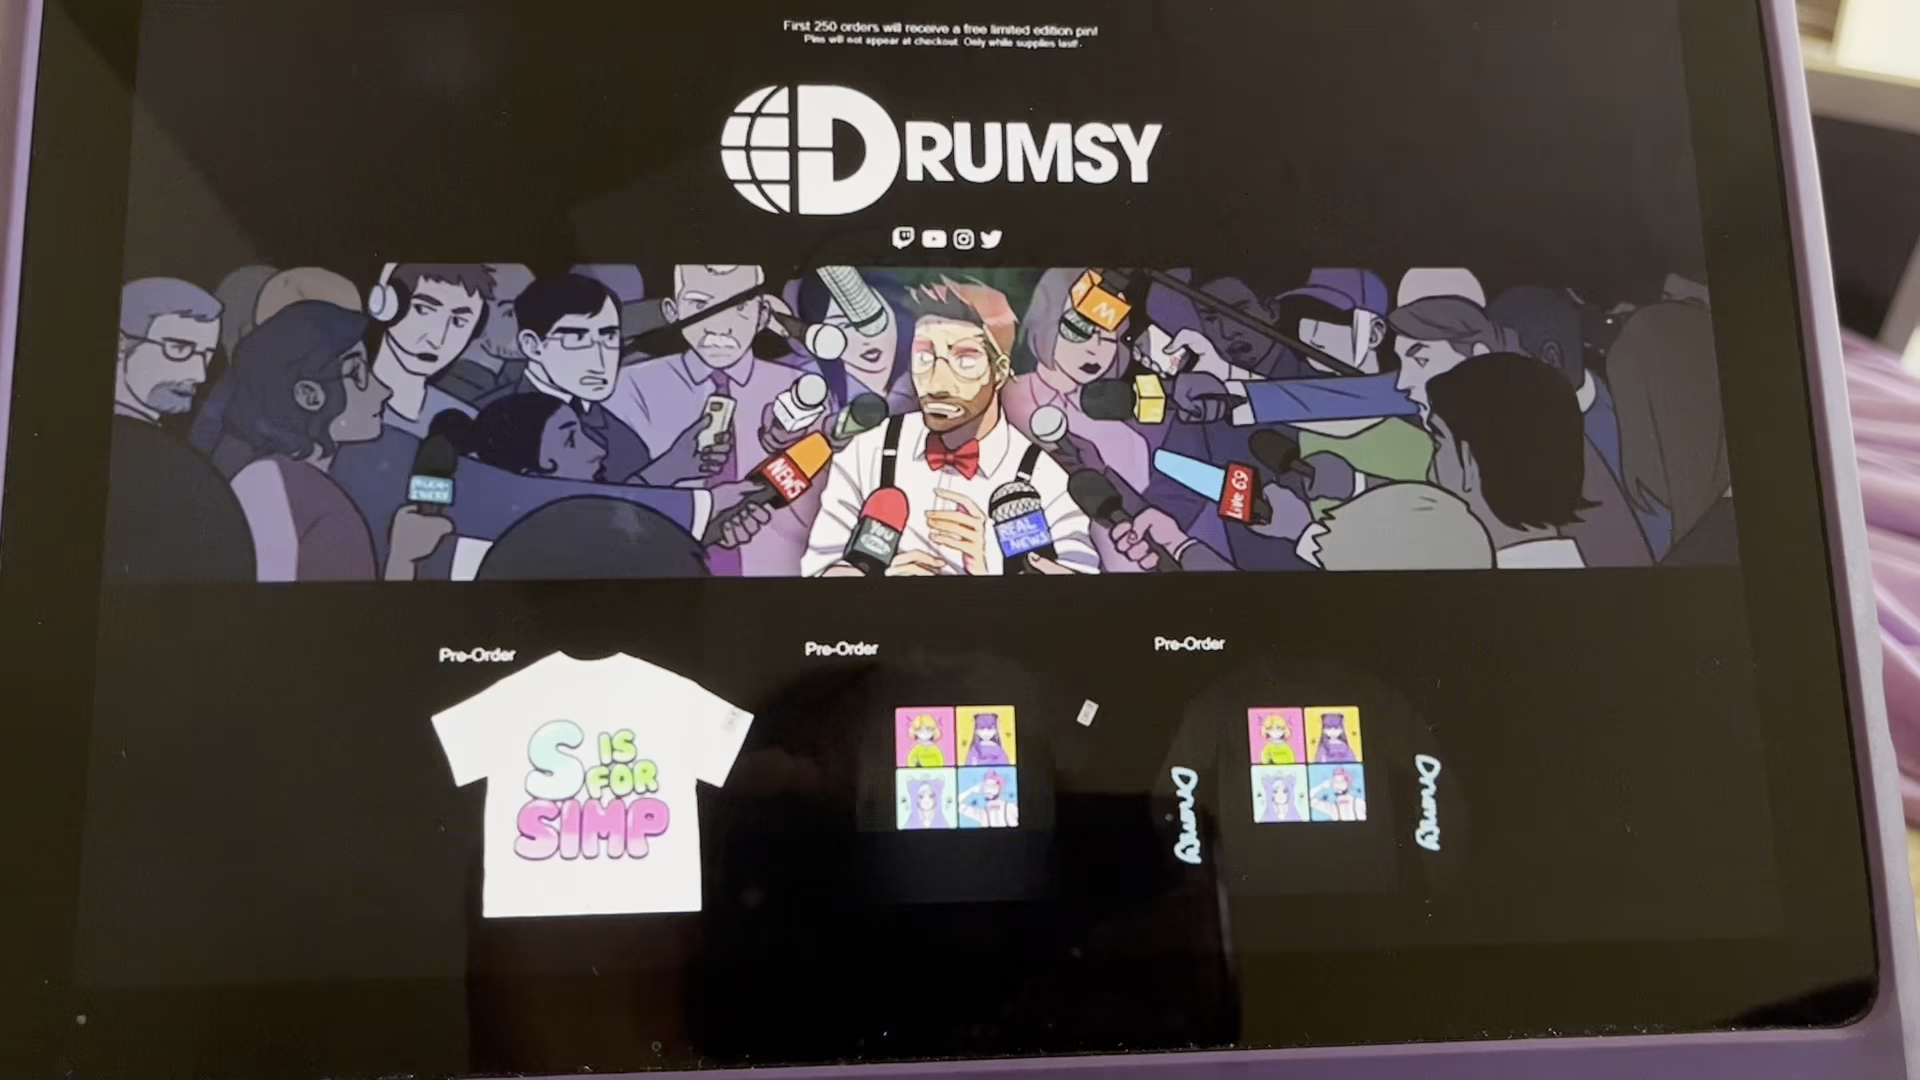 First 250 orders will receive a free limited edition pin!
Pins will not appear at checkout. Only while supplies last!
DRUMSY
NEWS
Live 69
REAL
NEWS
Pre-Order
Pre-Order
Pre-Order
S IS
FOR
SIMP
Drumsy
Drumsy